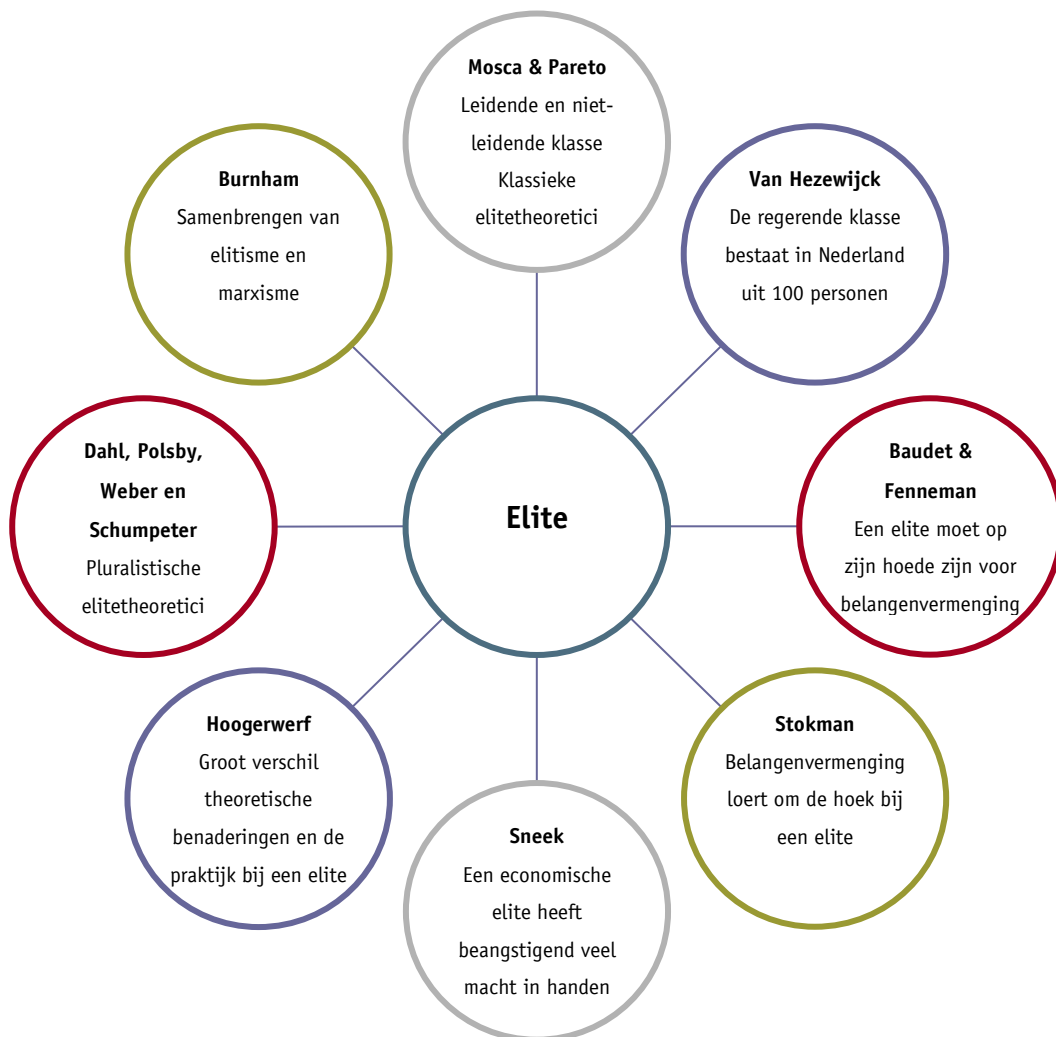 Mosca & Pareto
Leidende en niet-
leidende klasse
Klassieke
elitetheoretici
Burnham
Samenbrengen van
elitisme en
marxisme
Van Hezewijck
De regerende klasse
bestaat in Nederland
uit 100 personen
Dahl, Polsby,
Weber en
Schumpeter
Pluralistische
elitetheoretici
Elite
Baudet &
Fenneman
Een elite moet op
zijn hoede zijn voor
belangenvermenging
Hoogerwerf
Groot verschil
theoretische
benaderingen en de
praktijk bij een elite
Stokman
Belangenvermenging
loert om de hoek bij
een elite
Sneek
Een economische
elite heeft
beangstigend veel
macht in handen